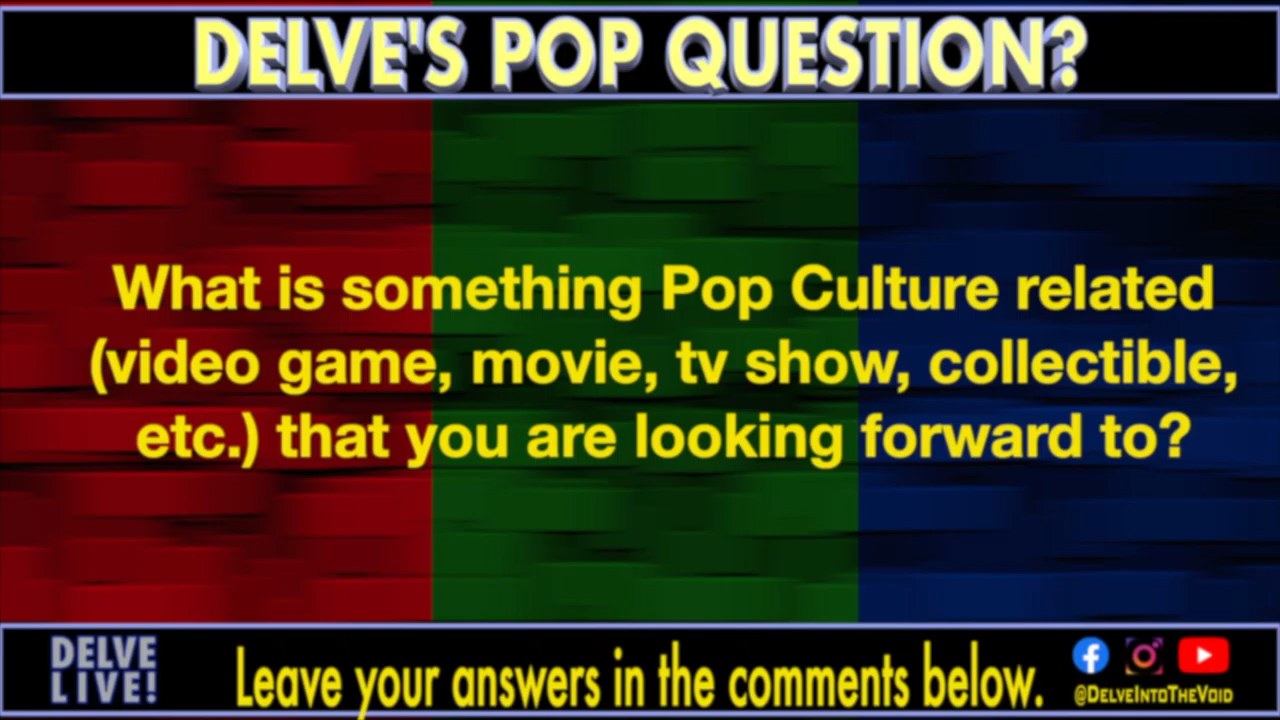 DELVE'S POP QUESTION?
What is something Pop Culture related
(video game, movie, tv show, collectible,
etc.) that you are looking forward to?
DELVE
LIVE!
Leave your answers in the comments below.
@DelveIntoTheVoid